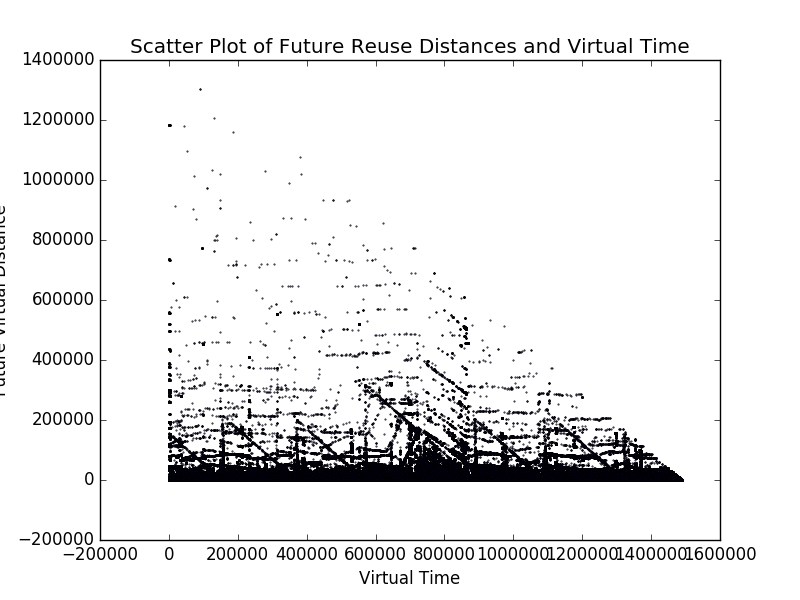 Scatter Plot of Future Reuse Distances and Virtual Time
1400000
1200000
1000000
800000
600000
400000
200000
0
−200000
−200000 0 200000 400000 600000 800000 1000000 1200000 1400000 1600000
Virtual Time
Future Virtual Distance